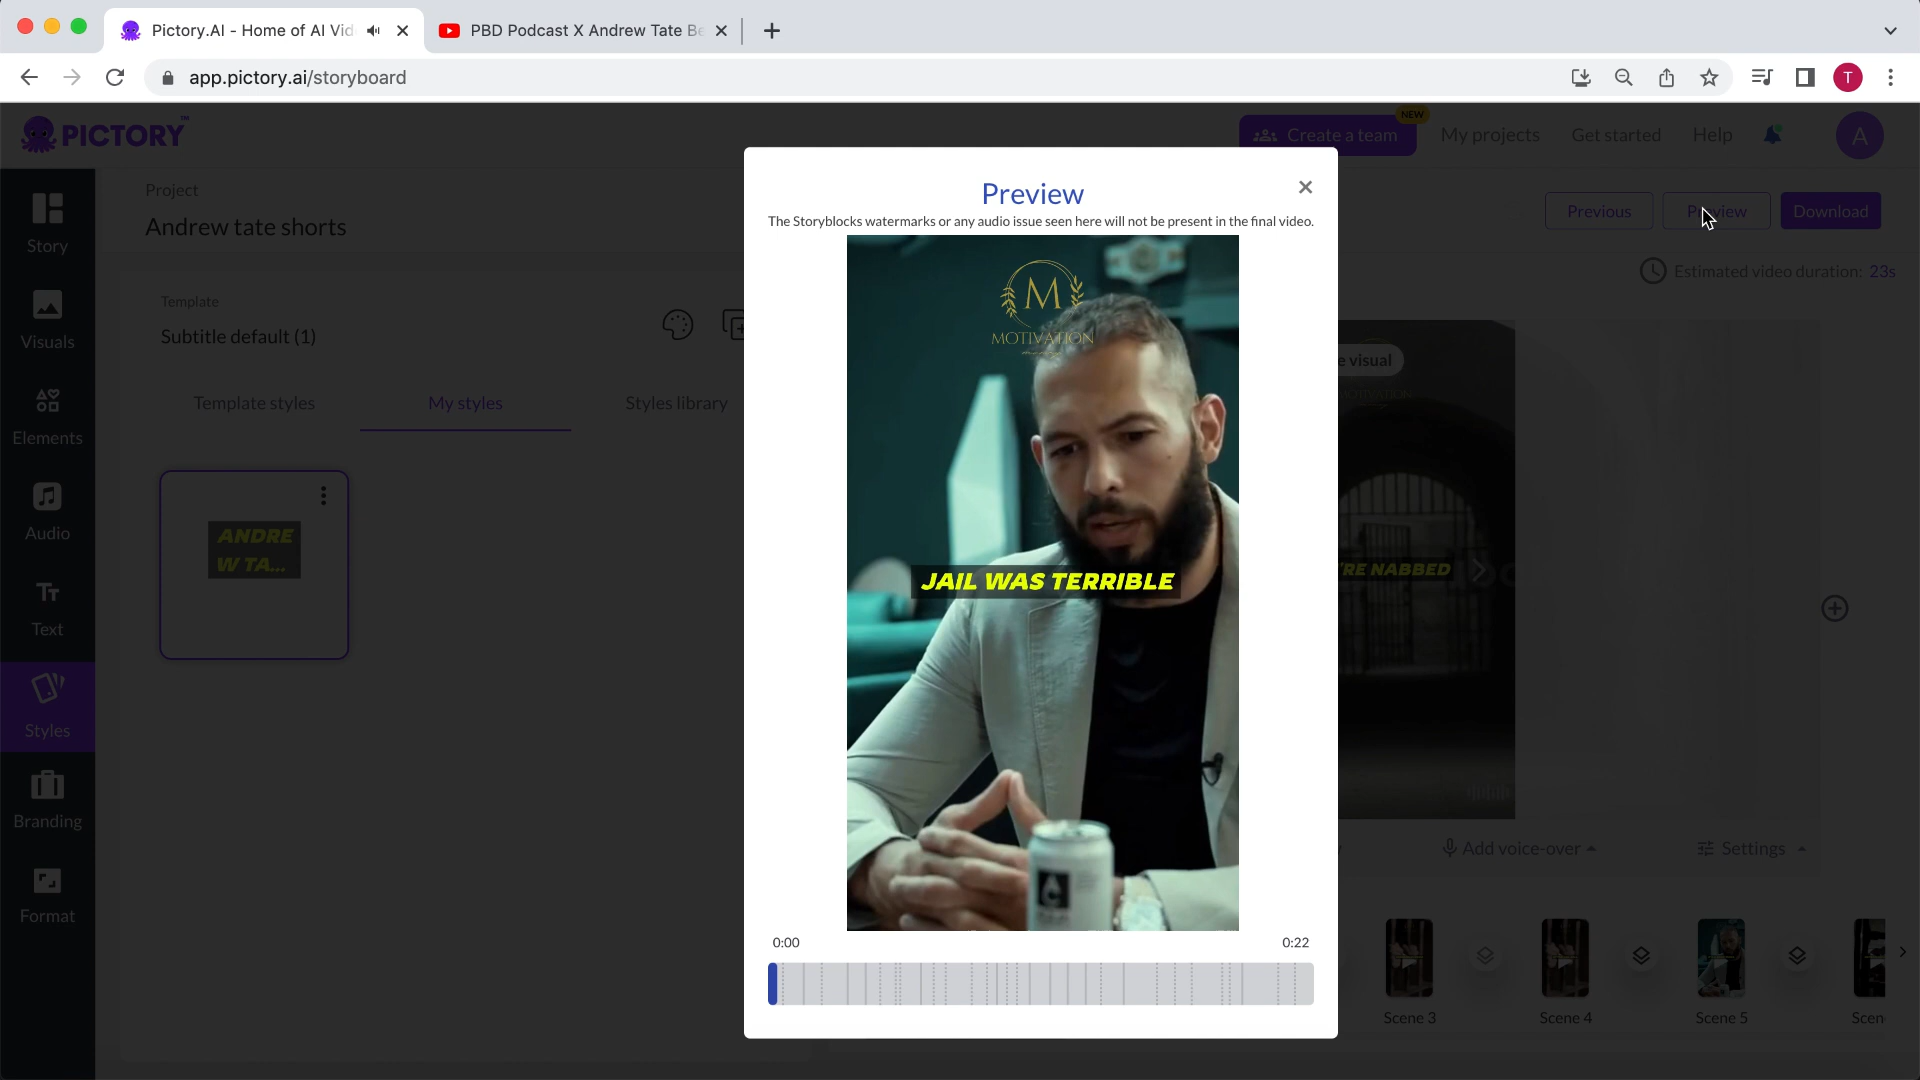 Pictory.AI - Home of AI Vid
PBD Podcast X Andrew Tate Be
app.pictory.ai/storyboard
T
PICTORY™
NEW
Create a team
My projects
Get started
Help
A
Project
Andrew tate shorts
Previous
Preview
Download
Estimated video duration: 23s
Story
Visuals
Elements
Audio
Text
Styles
Branding
Format
Template
Subtitle default (1)
Template styles
My styles
Styles library
ANDRE
W TA...
Preview
The Storyblocks watermarks or any audio issue seen here will not be present in the final video.
M
MOTIVATION
JAIL WAS TERRIBLE
0:00
0:22
e visual
'RE NABBED
Add voice-over
Settings
Scene 3
Scene 4
Scene 5
Scen